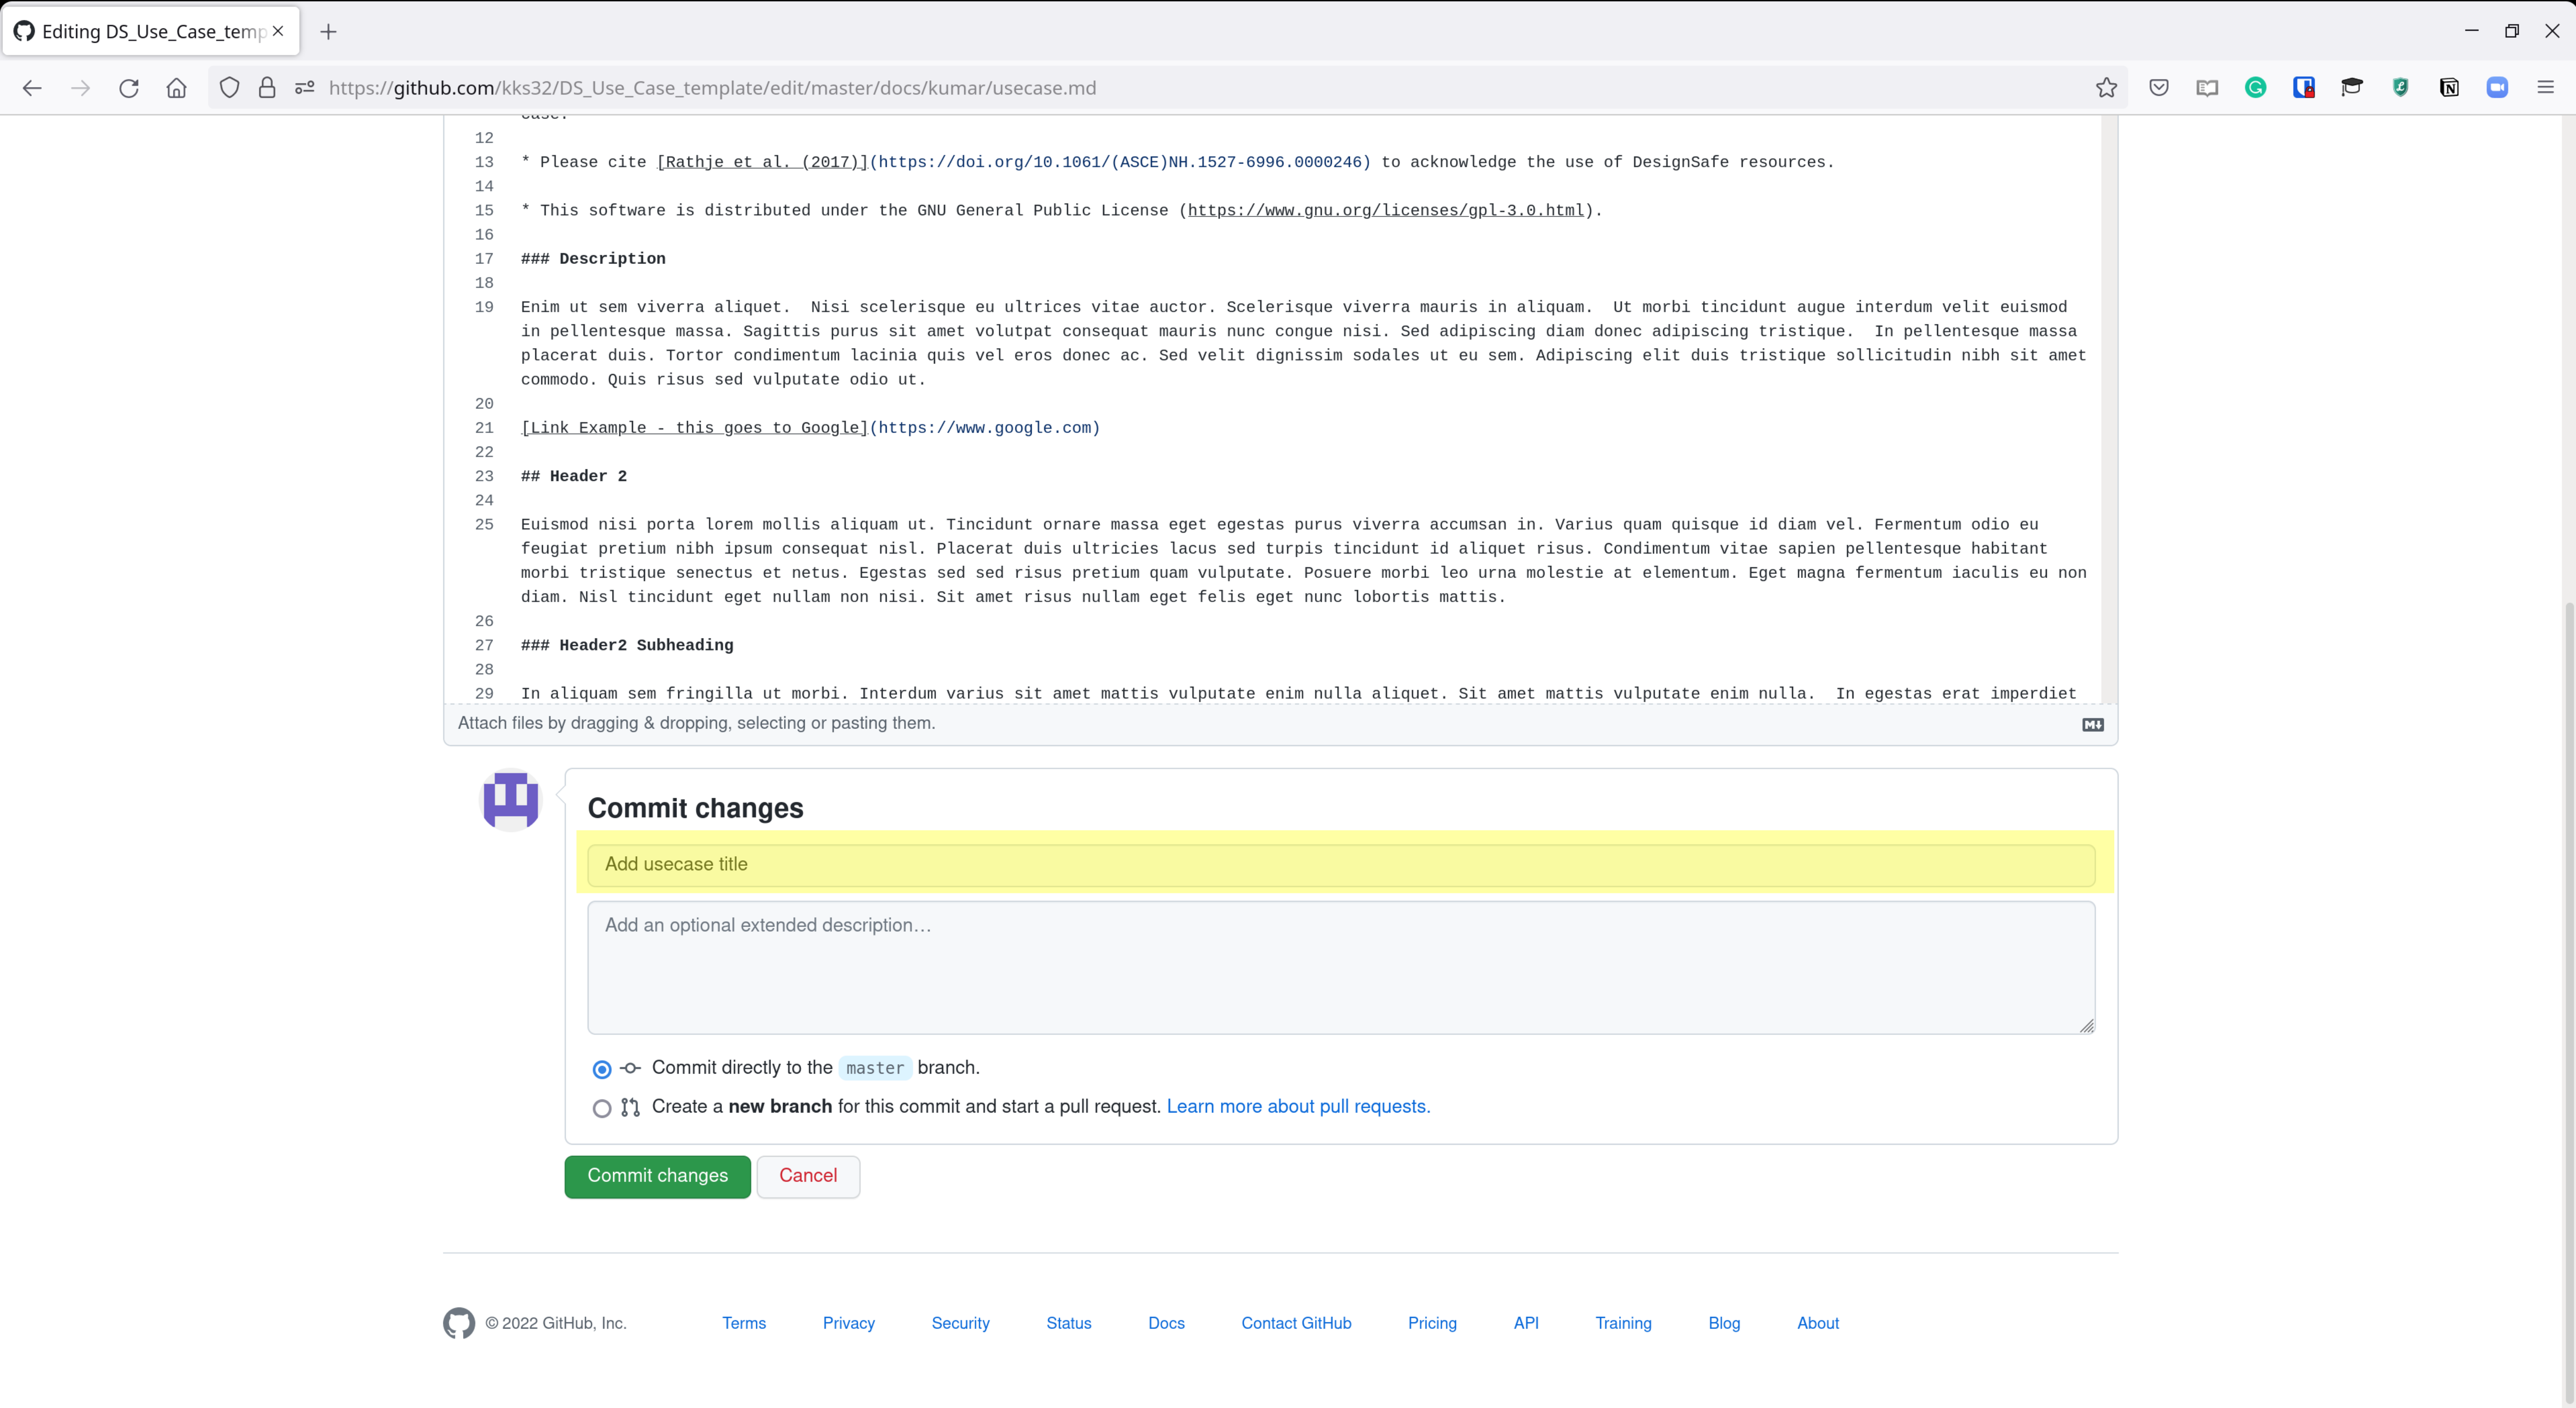 Editing DS_Use_Case_temp
https://github.com/kks32/DS_Use_Case_template/edit/master/docs/kumar/usecase.md
case.
12
13 * Please cite [Rathje et al. (2017)](https://doi.org/10.1061/(ASCE)NH.1527-6996.0000246) to acknowledge the use of DesignSafe resources.
14
15 * This software is distributed under the GNU General Public License (https://www.gnu.org/licenses/gpl-3.0.html).
16
17 ### Description
18
19 Enim ut sem viverra aliquet.  Nisi scelerisque eu ultrices vitae auctor. Scelerisque viverra mauris in aliquam.  Ut morbi tincidunt augue interdum velit euismod
in pellentesque massa. Sagittis purus sit amet volutpat consequat mauris nunc congue nisi. Sed adipiscing diam donec adipiscing tristique.  In pellentesque massa
placerat duis. Tortor condimentum lacinia quis vel eros donec ac. Sed velit dignissim sodales ut eu sem. Adipiscing elit duis tristique sollicitudin nibh sit amet
commodo. Quis risus sed vulputate odio ut.
20
21 [Link Example - this goes to Google](https://www.google.com)
22
23 ## Header 2
24
25 Euismod nisi porta lorem mollis aliquam ut. Tincidunt ornare massa eget egestas purus viverra accumsan in. Varius quam quisque id diam vel. Fermentum odio eu
feugiat pretium nibh ipsum consequat nisl. Placerat duis ultricies lacus sed turpis tincidunt id aliquet risus. Condimentum vitae sapien pellentesque habitant
morbi tristique senectus et netus. Egestas sed sed risus pretium quam vulputate. Posuere morbi leo urna molestie at elementum. Eget magna fermentum iaculis eu non
diam. Nisl tincidunt eget nullam non nisi. Sit amet risus nullam eget felis eget nunc lobortis mattis.
26
27 ### Header2 Subheading
28
29 In aliquam sem fringilla ut morbi. Interdum varius sit amet mattis vulputate enim nulla aliquet. Sit amet mattis vulputate enim nulla.  In egestas erat imperdiet
Attach files by dragging & dropping, selecting or pasting them.
Commit changes
Add usecase title
Add an optional extended description…
Commit directly to the master branch.
Create a new branch for this commit and start a pull request. Learn more about pull requests.
Commit changes Cancel
© 2022 GitHub, Inc. Terms Privacy Security Status Docs Contact GitHub Pricing API Training Blog About